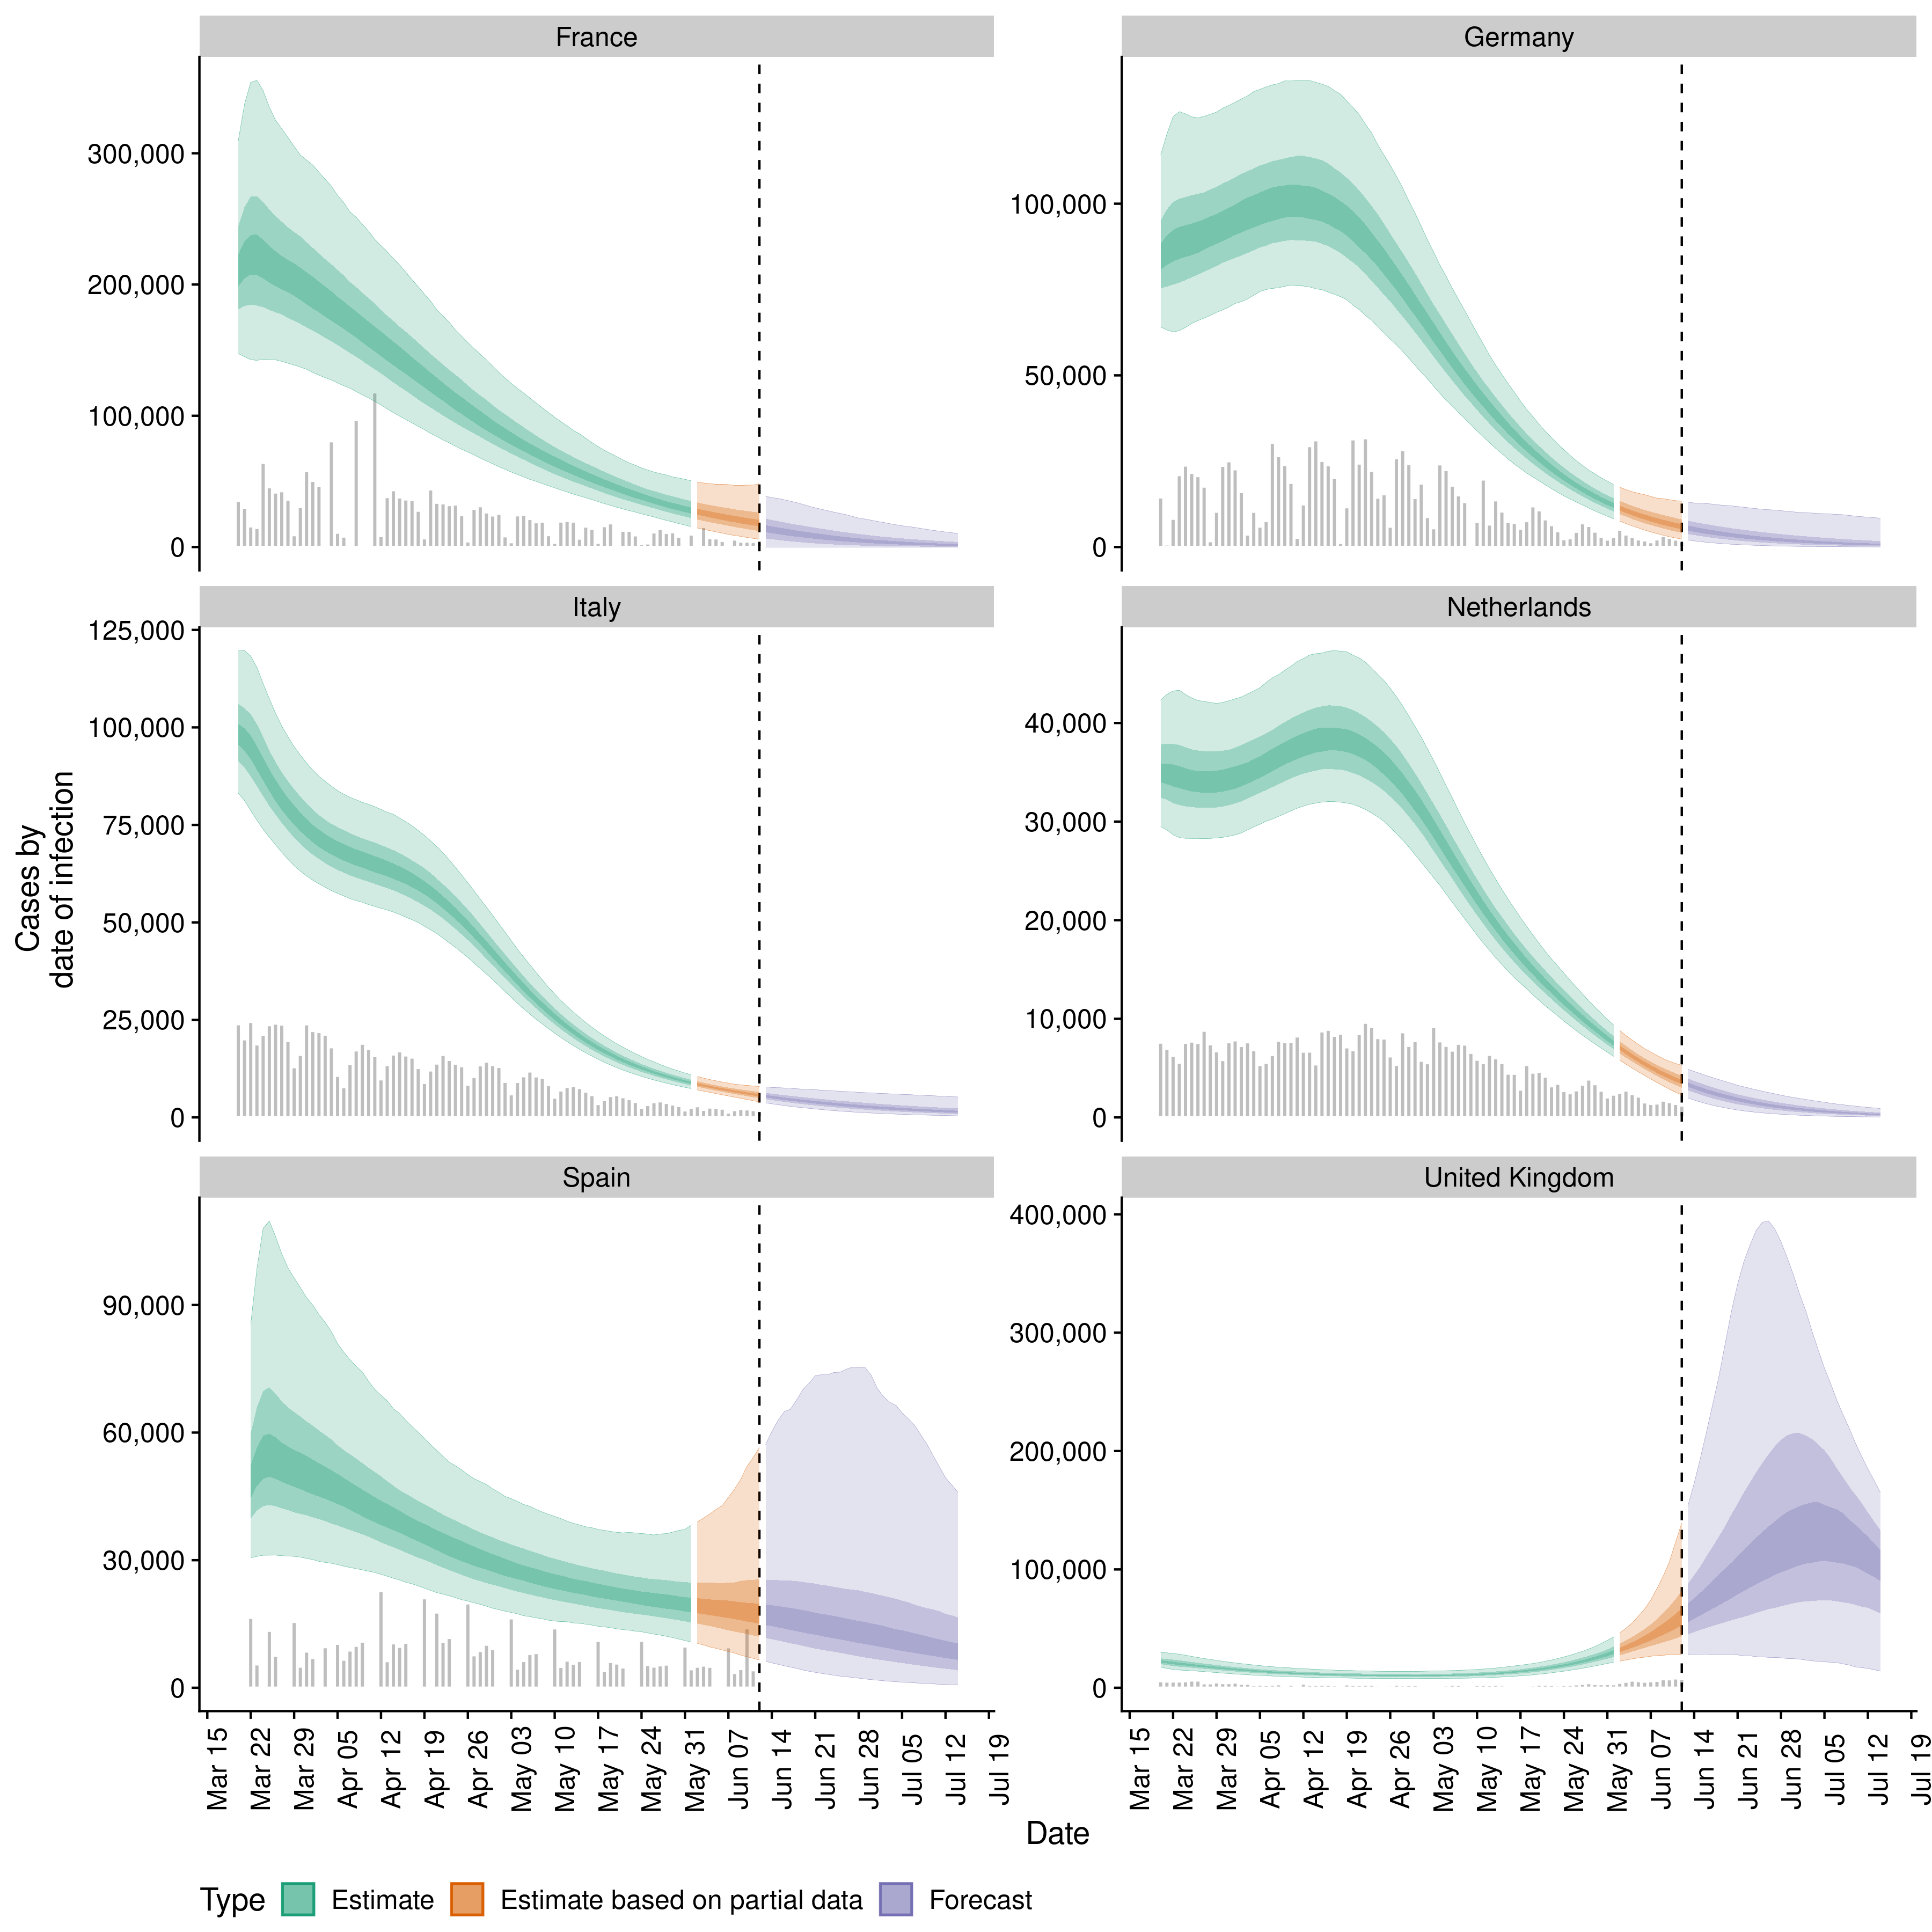 France
Germany
300,000
200,000
100,000
0
100,000
50,000
0
Italy
Netherlands
125,000
100,000
75,000
50,000
25,000
0
40,000
30,000
20,000
10,000
0
Spain
United Kingdom
90,000
60,000
30,000
0
400,000
300,000
200,000
100,000
0
Cases by
date of infection
Mar 15
Mar 22
Mar 29
Apr 05
Apr 12
Apr 19
Apr 26
May 03
May 10
May 17
May 24
May 31
Jun 07
Jun 14
Jun 21
Jun 28
Jul 05
Jul 12
Jul 19
Mar 15
Mar 22
Mar 29
Apr 05
Apr 12
Apr 19
Apr 26
May 03
May 10
May 17
May 24
May 31
Jun 07
Jun 14
Jun 21
Jun 28
Jul 05
Jul 12
Jul 19
Date
Type Estimate Estimate based on partial data Forecast